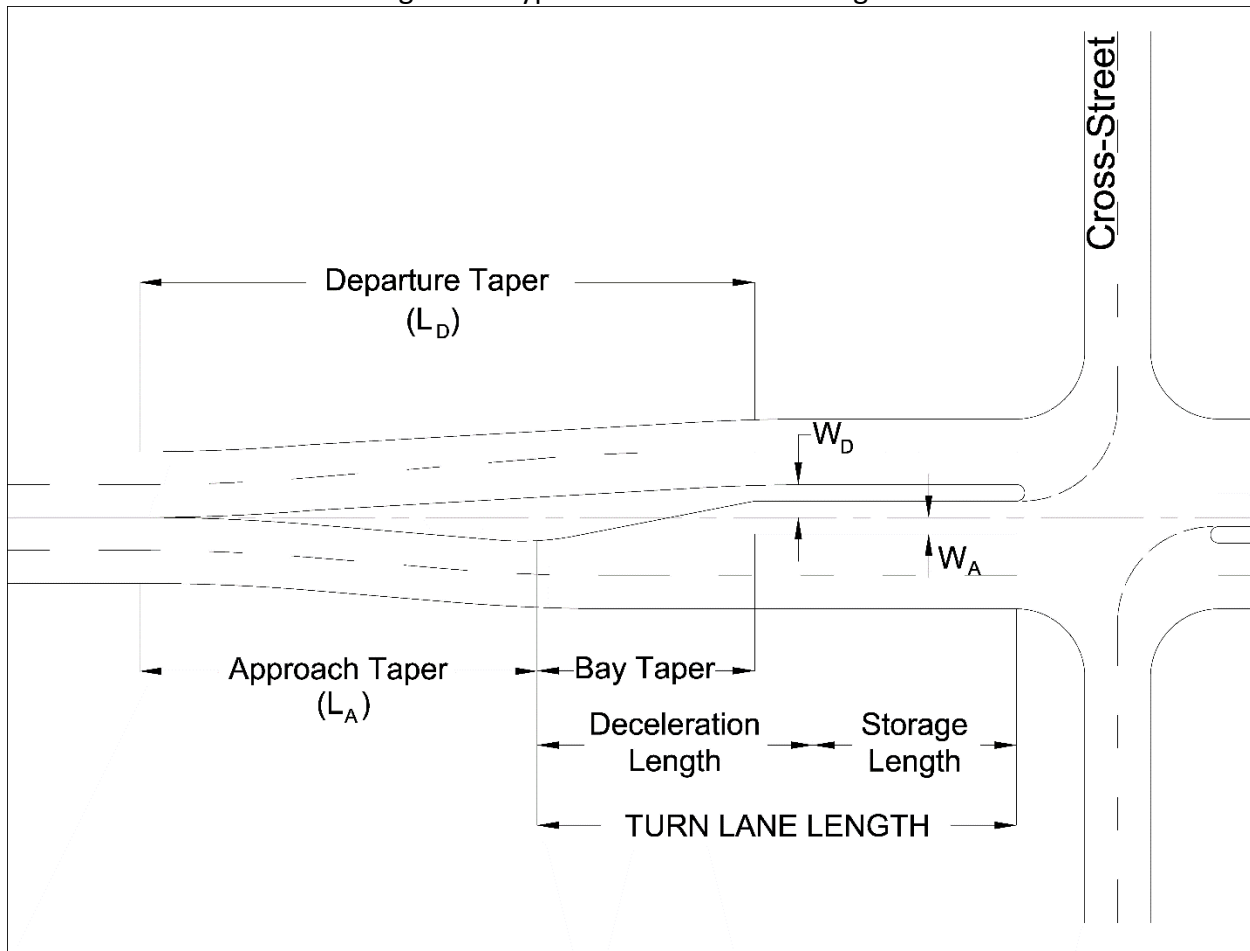 Cross-Street
Departure Taper
(L_D)
W_D
W_A
Approach Taper
(L_A)
Bay Taper
Deceleration
Length
Storage
Length
TURN LANE LENGTH